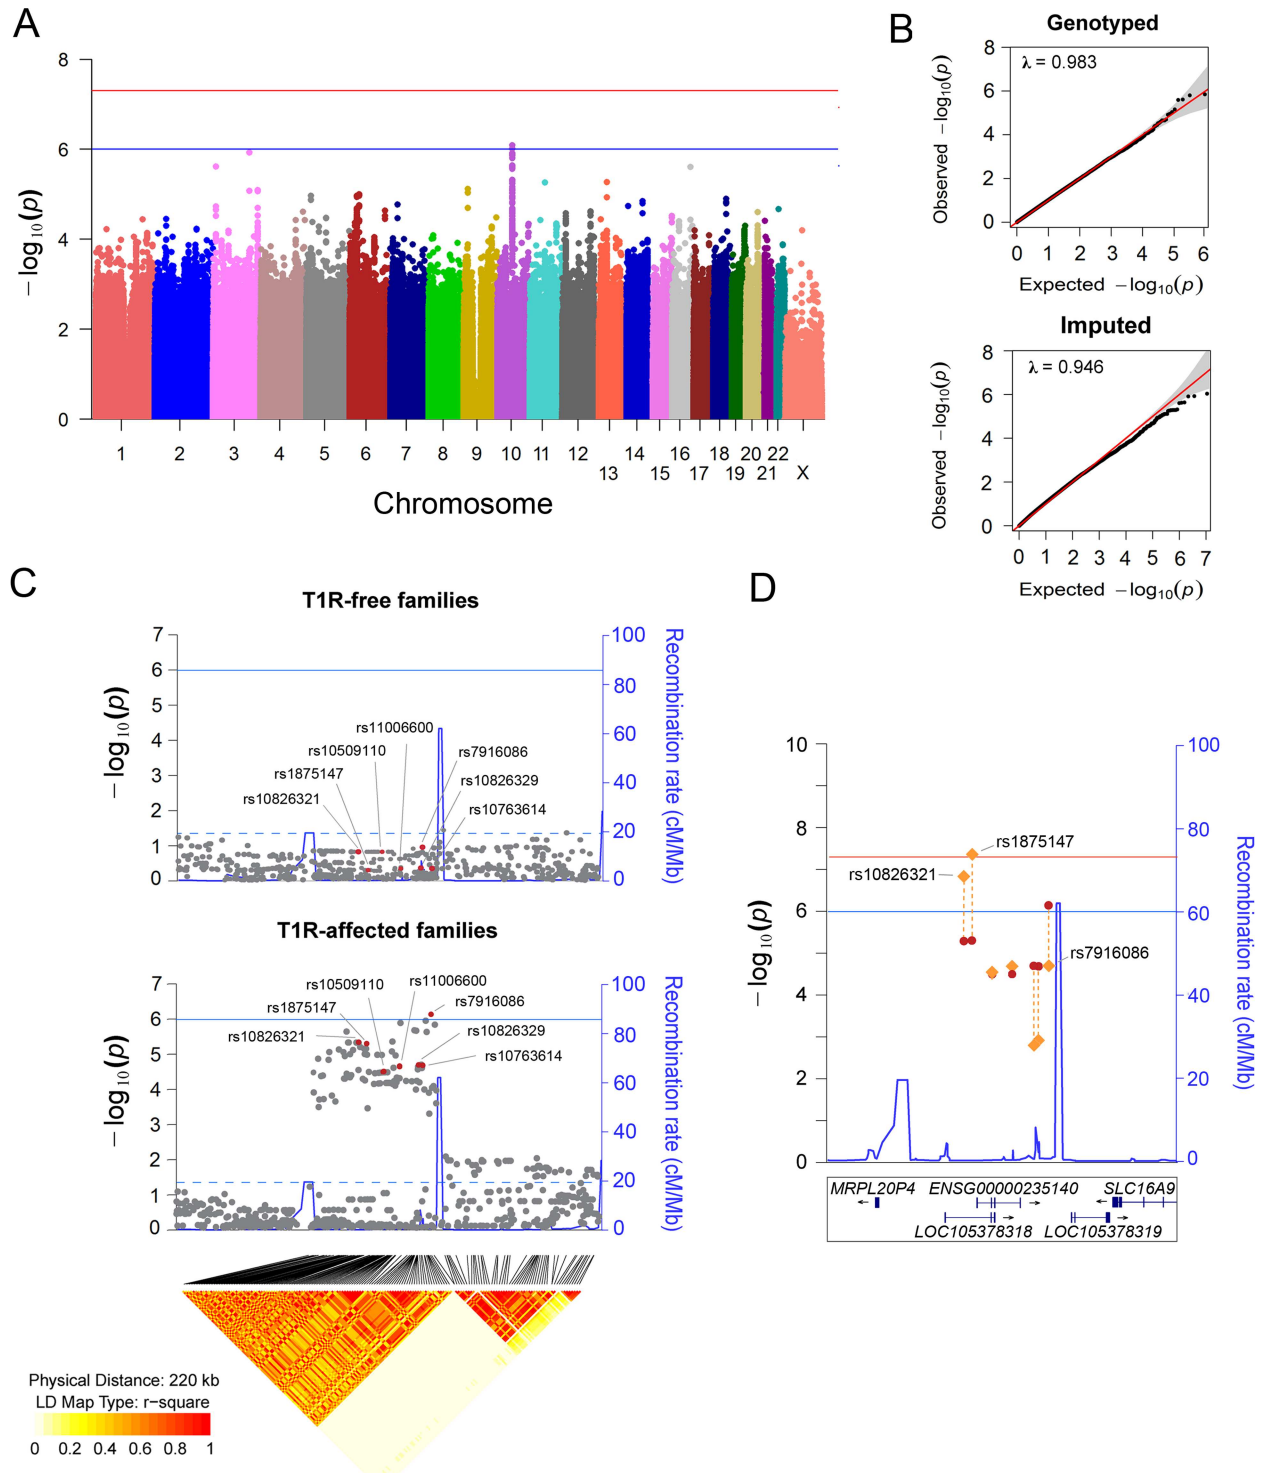 A
8
6
4
2
0
− log10(p)
1 2 3 4 5 6 7 8 9 10 11 12 14 16 18 20 22
13 15 17 19 21 X
Chromosome
B
Genotyped
λ = 0.983
8
6
4
2
0
Observed −log10(p)
0 1 2 3 4 5 6
Expected −log10(p)
Imputed
λ = 0.946
8
6
4
2
0
Observed −log10(p)
0 1 2 3 4 5 6 7
Expected −log10(p)
C
T1R-free families
7
6
5
4
3
2
1
0
− log10(p)
100
80
60
40
20
0
Recombination rate (cM/Mb)
rs11006600
rs10509110
rs7916086
rs1875147
rs10826329
rs10826321
rs10763614
T1R-affected families
7
6
5
4
3
2
1
0
− log10(p)
100
80
60
40
20
0
Recombination rate (cM/Mb)
rs10509110
rs11006600
rs1875147
rs7916086
rs10826321
rs10826329
rs10763614
Physical Distance: 220 kb
LD Map Type: r−square
0 0.2 0.4 0.6 0.8 1
D
10
8
6
4
2
0
− log10(p)
100
80
60
40
20
0
Recombination rate (cM/Mb)
rs1875147
rs10826321
rs7916086
MRPL20P4 ENSG00000235140 SLC16A9
LOC105378318 LOC105378319